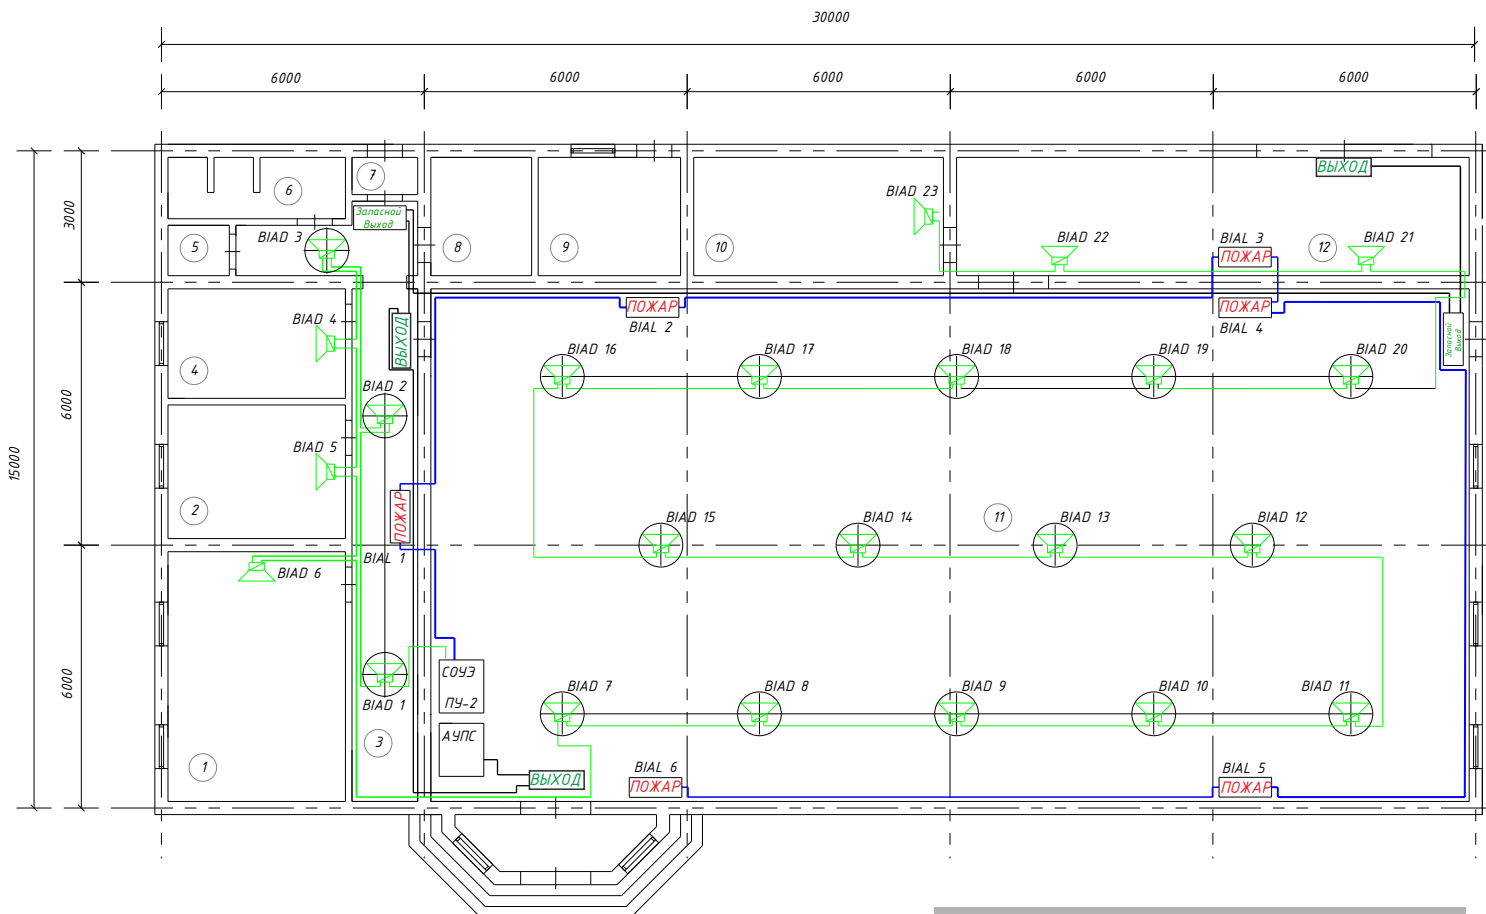 30000
6000
6000
6000
6000
6000
3000
6000
6000
15000
7
6
Запасной
Выход
BIAD 3
5
8
9
10
BIAD 23
BIAD 22
BIAL 3
ПОЖАР
12
BIAD 21
ВЫХОД
BIAD 4
4
ВЫХОД
ПОЖАР
BIAL 2
ПОЖАР
BIAL 4
Запасной
Выход
BIAD 16
BIAD 17
BIAD 18
BIAD 19
BIAD 20
BIAD 2
BIAD 5
2
ПОЖАР
BIAL 1
BIAD 15
BIAD 14
11
BIAD 13
BIAD 12
BIAD 6
СОУЭ
ПУ-2
BIAD 1
АУПС
3
1
BIAD 7
BIAD 8
BIAD 9
BIAD 10
BIAD 11
ВЫХОД
BIAL 6
ПОЖАР
BIAL 5
ПОЖАР